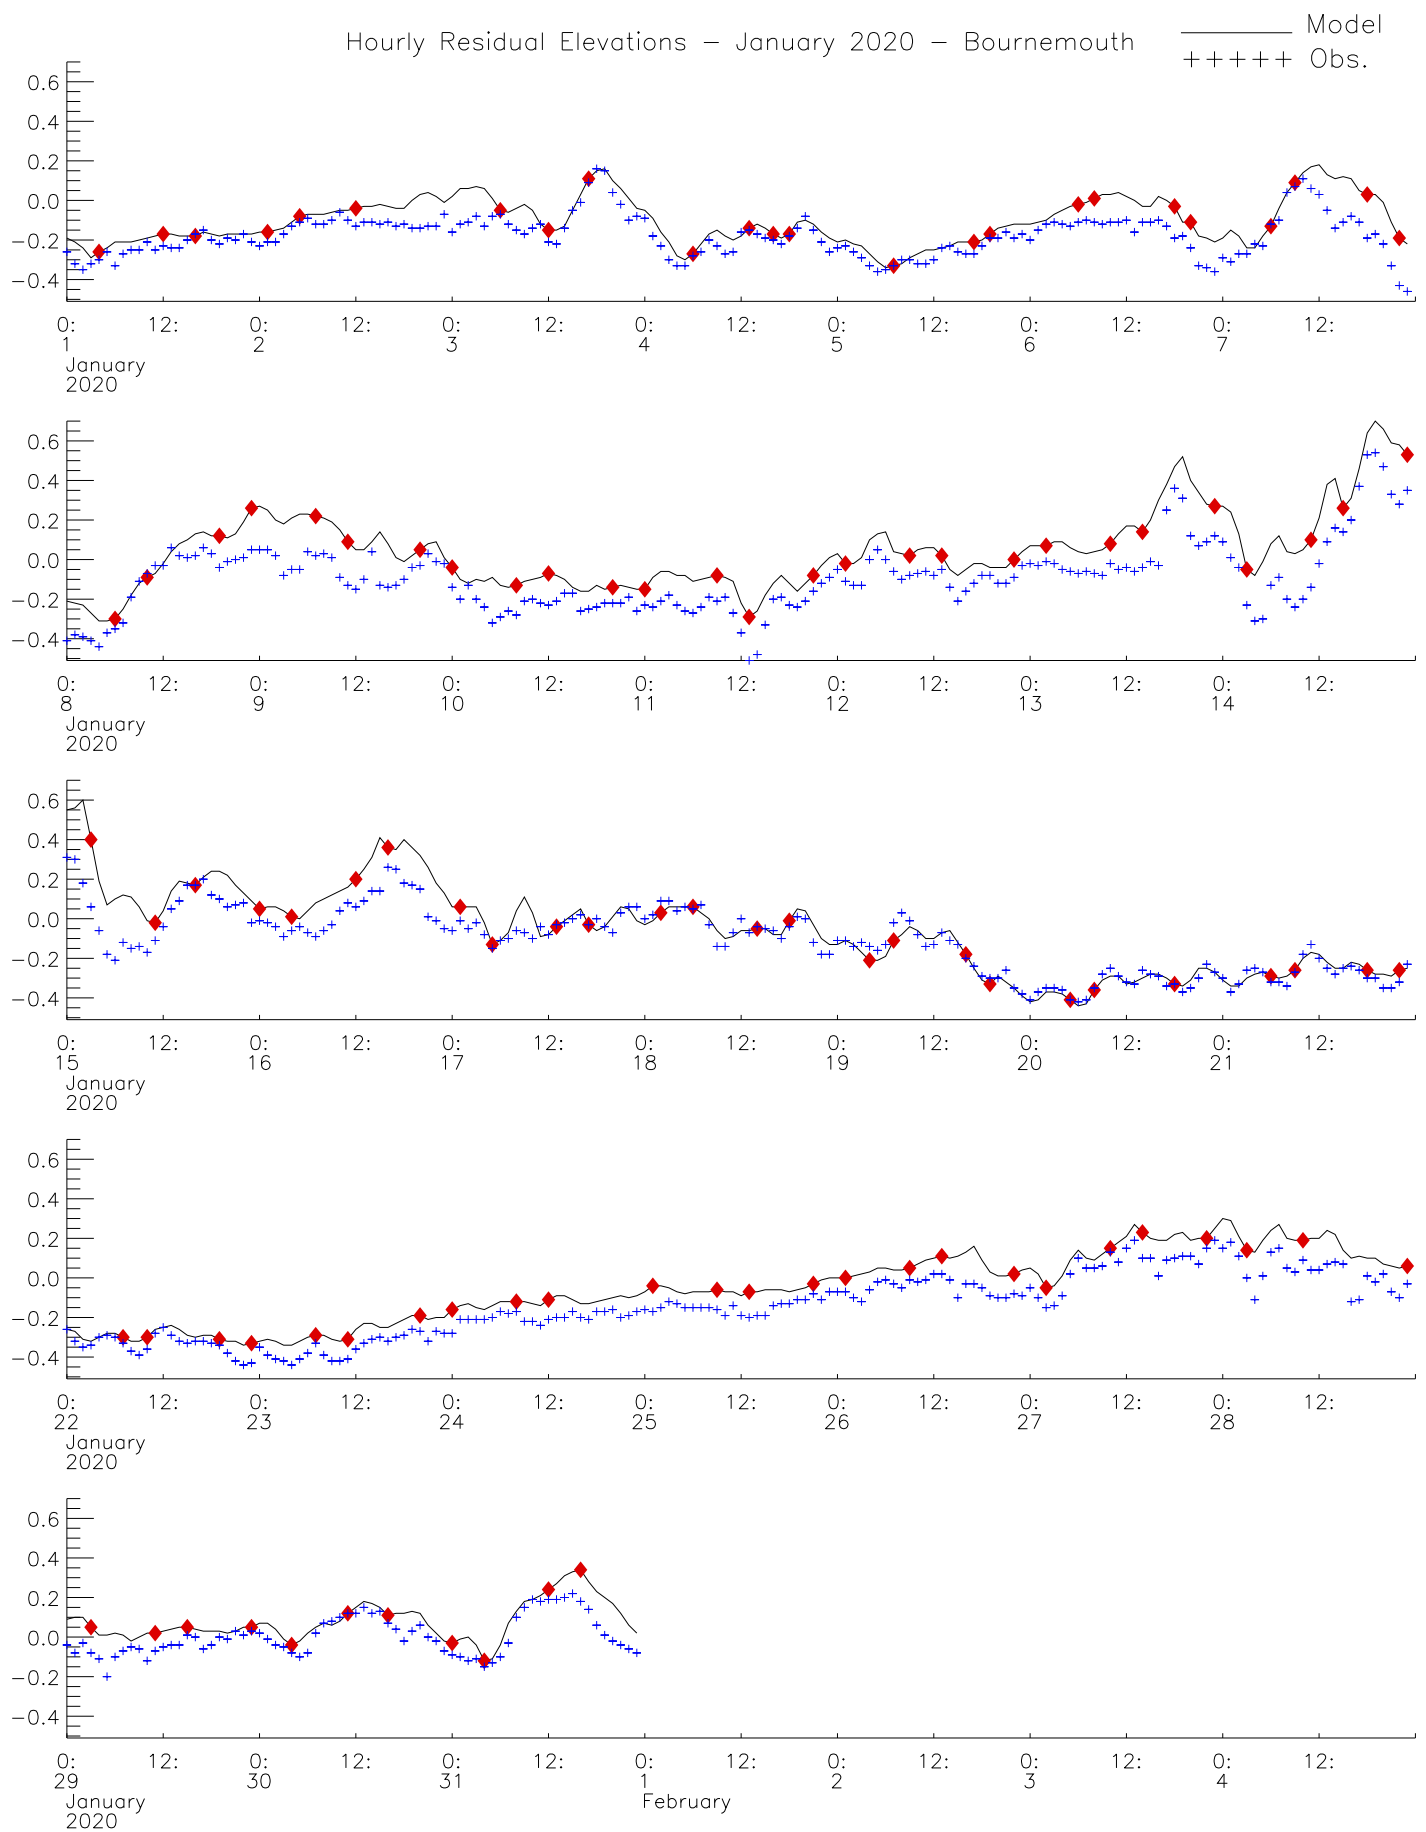 Hourly Residual Elevations – January 2020 – Bournemouth
Model
+++++ Obs.
0.6
0.4
0.2
0.0
−0.2
−0.4
0: 12: 0: 12: 0: 12: 0: 12: 0: 12: 0: 12: 0: 12:
1 2 3 4 5 6 7
January
2020
0.6
0.4
0.2
0.0
−0.2
−0.4
0: 12: 0: 12: 0: 12: 0: 12: 0: 12: 0: 12: 0: 12:
8 9 10 11 12 13 14
January
2020
0.6
0.4
0.2
0.0
−0.2
−0.4
0: 12: 0: 12: 0: 12: 0: 12: 0: 12: 0: 12: 0: 12:
15 16 17 18 19 20 21
January
2020
0.6
0.4
0.2
0.0
−0.2
−0.4
0: 12: 0: 12: 0: 12: 0: 12: 0: 12: 0: 12: 0: 12:
22 23 24 25 26 27 28
January
2020
0.6
0.4
0.2
0.0
−0.2
−0.4
0: 12: 0: 12: 0: 12: 0: 12: 0: 12: 0: 12: 0: 12:
29 30 31 1 2 3 4
January February
2020